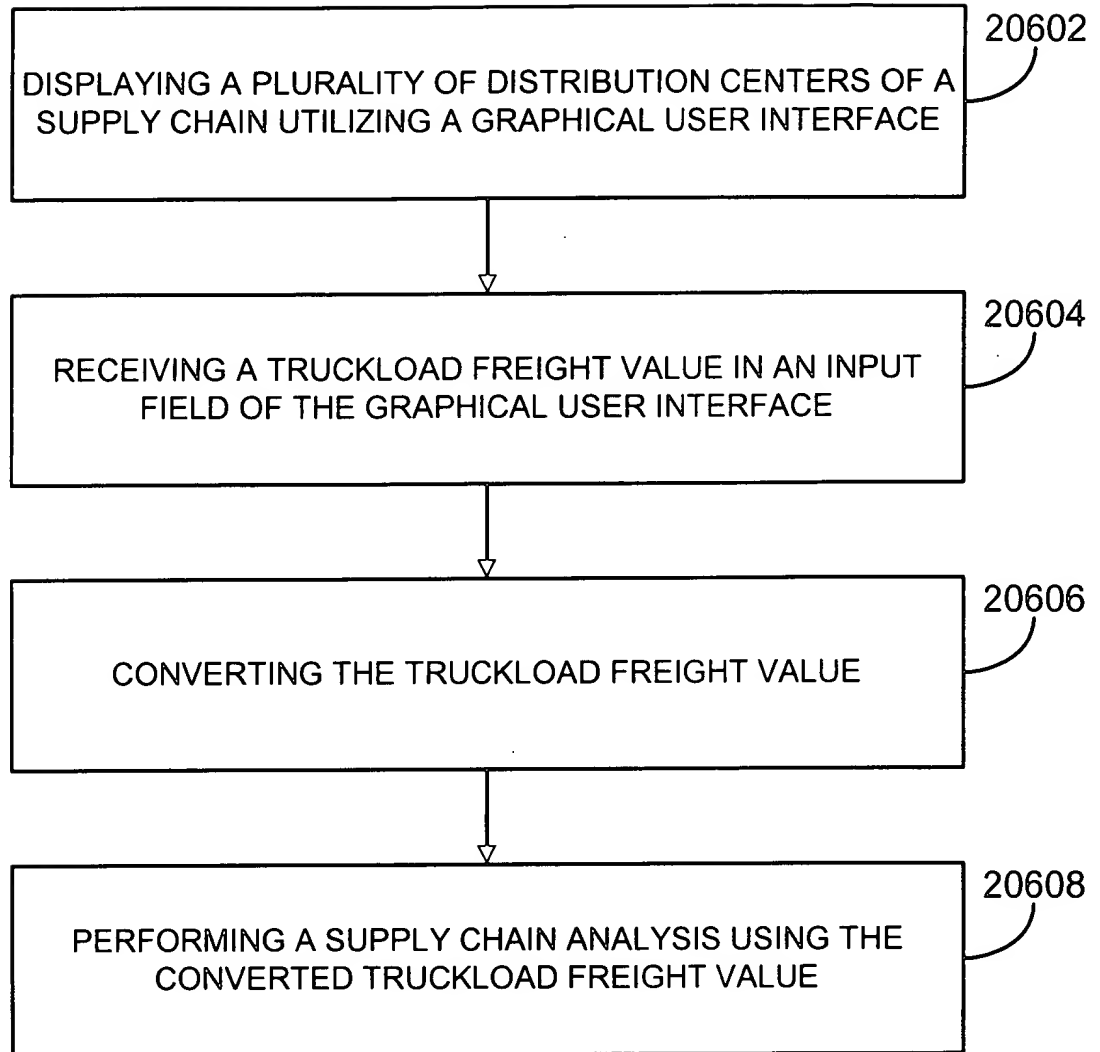 20602
DISPLAYING A PLURALITY OF DISTRIBUTION CENTERS OF A
SUPPLY CHAIN UTILIZING A GRAPHICAL USER INTERFACE
20604
RECEIVING A TRUCKLOAD FREIGHT VALUE IN AN INPUT
FIELD OF THE GRAPHICAL USER INTERFACE
20606
CONVERTING THE TRUCKLOAD FREIGHT VALUE
20608
PERFORMING A SUPPLY CHAIN ANALYSIS USING THE
CONVERTED TRUCKLOAD FREIGHT VALUE